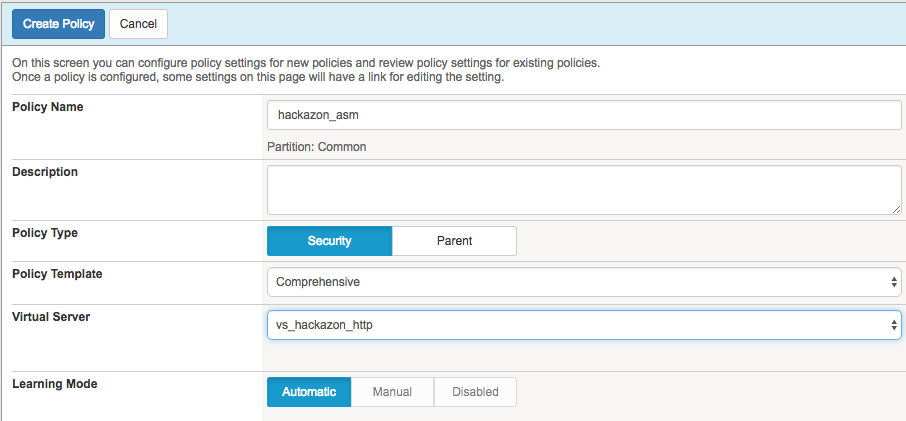 Create Policy Cancel
On this screen you can configure policy settings for new policies and review policy settings for existing policies.
Once a policy is configured, some settings on this page will have a link for editing the setting.
Policy Name hackazon_asm
Partition: Common
Description
Policy Type Security Parent
Policy Template Comprehensive
Virtual Server vs_hackazon_http
Learning Mode Automatic Manual Disabled